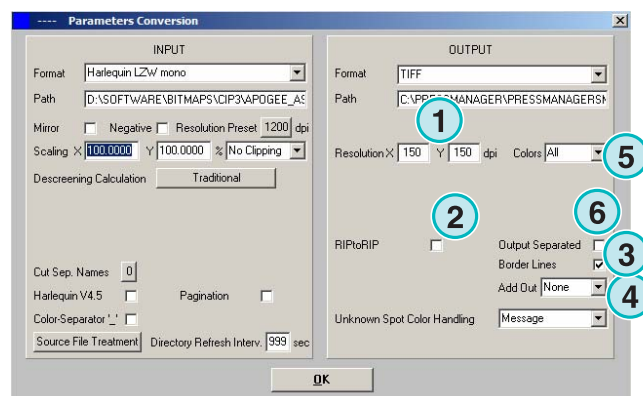 ---- Parameters Conversion
INPUT
Format Harlequin LZW mono
Path D:\SOFTWARE\BITMAPS\CIP3\APOGEE_AS
Mirror Negative Resolution Preset 1200 dpi
Scaling X 100.0000 Y 100.0000 % No Clipping
Descreening Calculation Traditional
Cut Sep. Names 0
Harlequin V4.5 Pagination
Color-Separator '_'
Source File Treatment Directory Refresh Interv. 999 sec
OUTPUT
Format TIFF
Path C:\PRESSMANAGER\PRESSMANAGERSM
1
Resolution X 150 Y 150 dpi Colors All
5
2
6
RIPtoRIP Output Separated
3
Border Lines
Add Out None
4
Unknown Spot Color Handling Message
OK